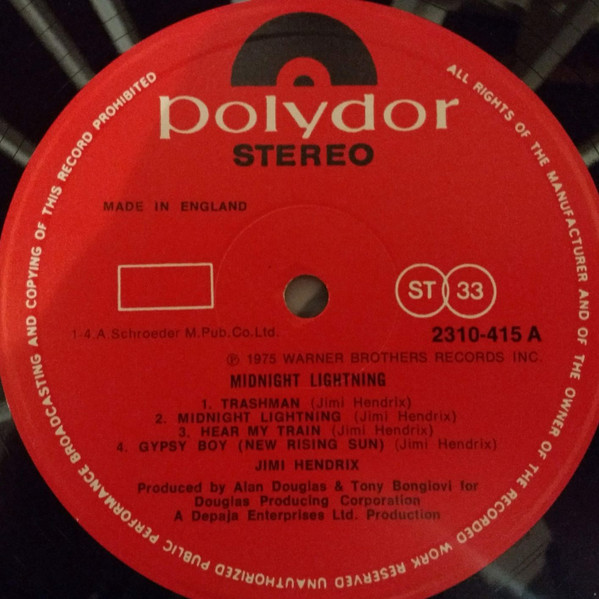 polydor
STEREO
MADE IN ENGLAND
ST 33
1-4.A.Schroeder M.Pub.Co.Ltd.
2310-415 A
℗ 1975 WARNER BROTHERS RECORDS INC.
MIDNIGHT LIGHTNING
1. TRASHMAN (Jimi Hendrix)
2. MIDNIGHT LIGHTNING (Jimi Hendrix)
3. HEAR MY TRAIN (Jimi Hendrix)
4. GYPSY BOY (NEW RISING SUN) (Jimi Hendrix)
JIMI HENDRIX
Produced by Alan Douglas & Tony Bongiovi for
Douglas Producing Corporation
A Depaja Enterprises Ltd. Production
ALL RIGHTS OF THE MANUFACTURER AND OF THE OWNER OF THE RECORDED WORK RESERVED UNAUTHORIZED PUBLIC PERFORMANCE BROADCASTING AND COPYING OF THIS RECORD PROHIBITED